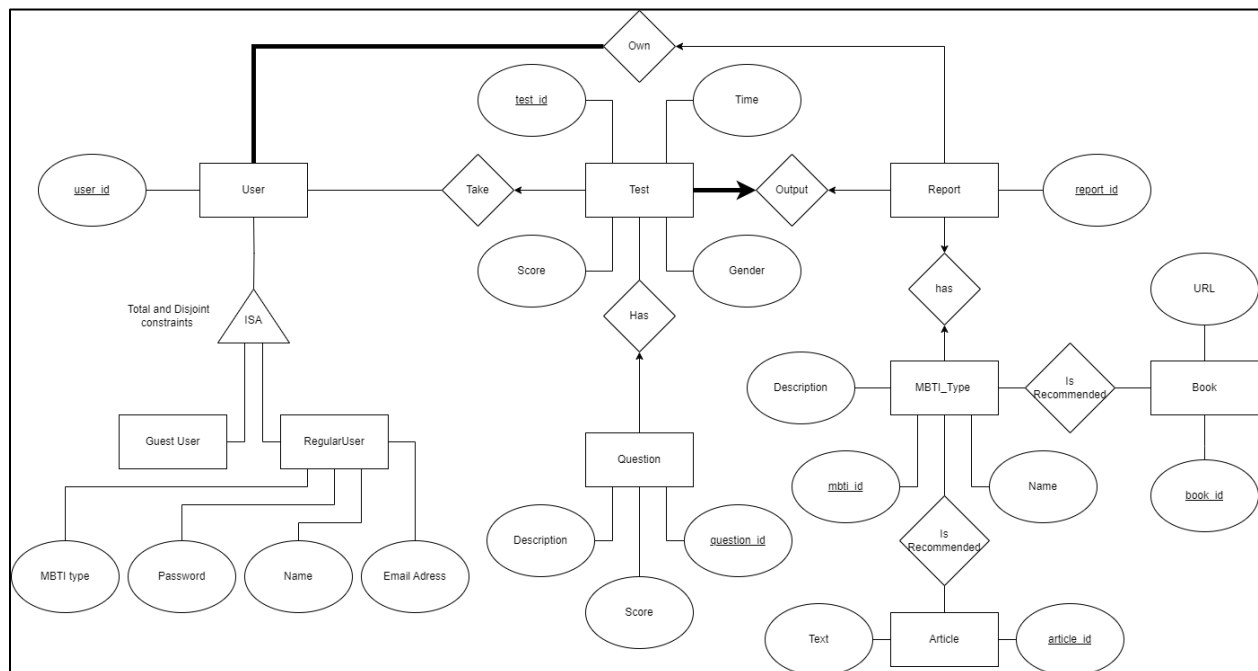 Own
test_id
Time
user_id
User
Take
Test
Output
Report
report_id
Score
Gender
URL
Total and Disjoint
constraints
ISA
Has
has
Description
MBTI_Type
Is
Recommended
Book
Guest User
RegularUser
Question
mbti_id
Name
book_id
Description
question_id
Is
Recommended
MBTI type
Password
Name
Email Adress
Score
Text
Article
article_id